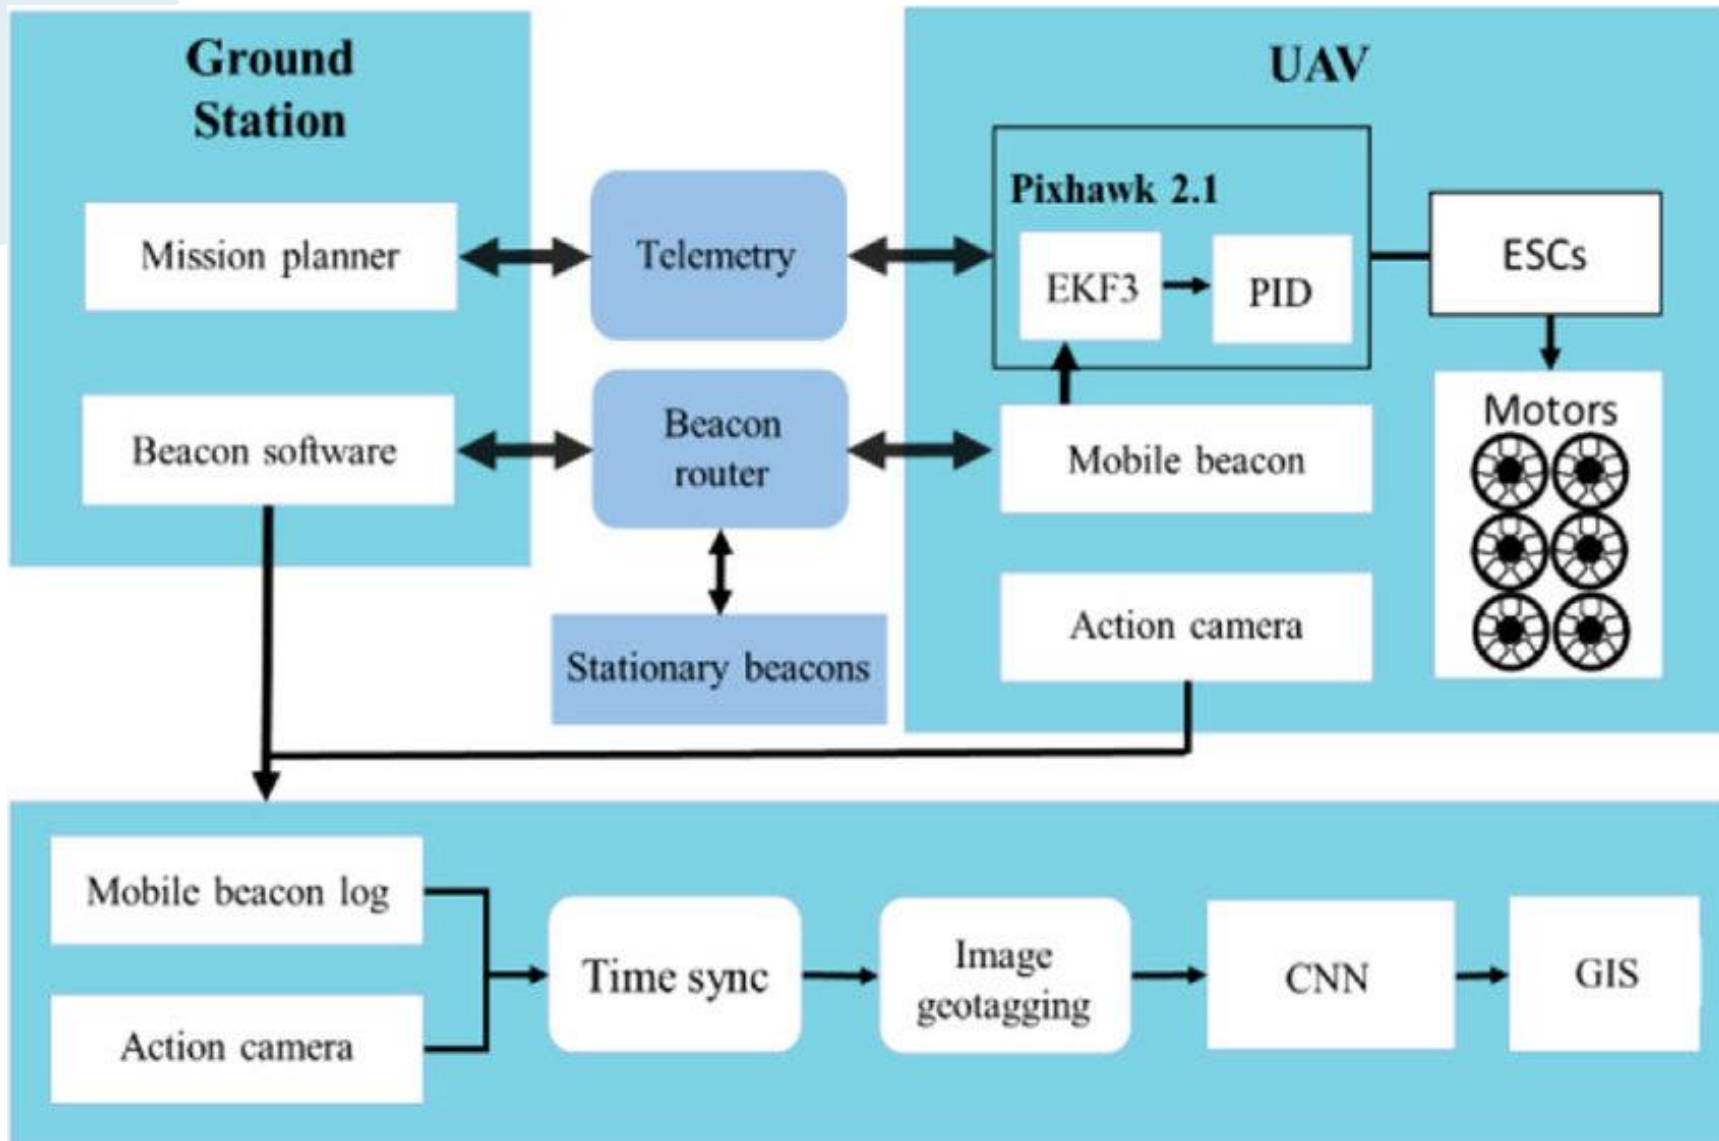 Ground
Station
Mission planner
Beacon software
Telemetry
Beacon
router
Stationary beacons
UAV
Pixhawk 2.1
EKF3
PID
ESCs
Mobile beacon
Motors
Action camera
Mobile beacon log
Action camera
Time sync
Image
geotagging
CNN
GIS